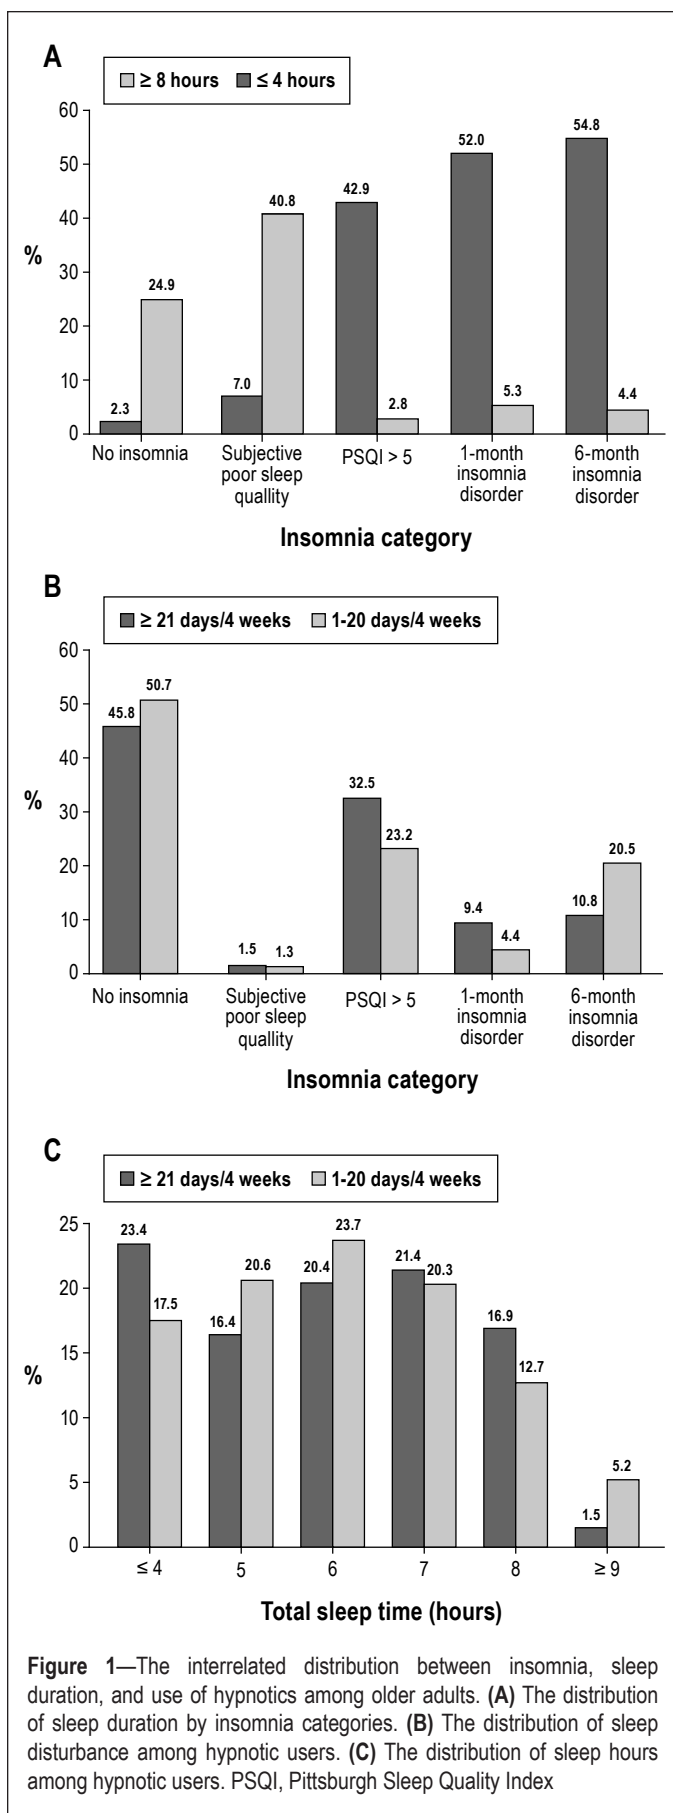 A
≥ 8 hours ≤ 4 hours
60
50
40
30
20
10
0
%
2.3 24.9 7.0 40.8 42.9 2.8 52.0 5.3 54.8 4.4
No insomnia Subjective PSQI > 5 1-month 6-month
poor sleep insomnia insomnia
quallity disorder disorder
Insomnia category
B
≥ 21 days/4 weeks 1-20 days/4 weeks
60
50
40
30
20
10
0
%
45.8 50.7 1.5 1.3 32.5 23.2 9.4 4.4 10.8 20.5
No insomnia Subjective PSQI > 5 1-month 6-month
poor sleep insomnia insomnia
quallity disorder disorder
Insomnia category
C
≥ 21 days/4 weeks 1-20 days/4 weeks
25
20
15
10
5
0
%
23.4 17.5 16.4 20.6 20.4 23.7 21.4 20.3 16.9 12.7 1.5 5.2
≤ 4 5 6 7 8 ≥ 9
Total sleep time (hours)
Figure 1—The interrelated distribution between insomnia, sleep
duration, and use of hypnotics among older adults. (A) The distribution
of sleep duration by insomnia categories. (B) The distribution of sleep
disturbance among hypnotic users. (C) The distribution of sleep hours
among hypnotic users. PSQI, Pittsburgh Sleep Quality Index